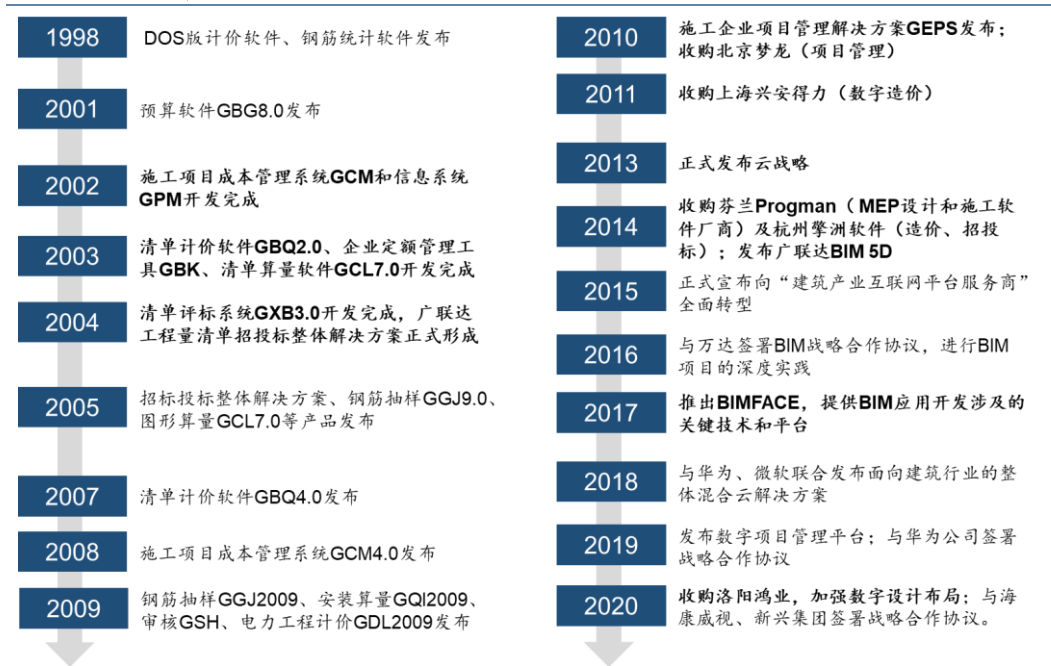 1998
DOS版计价软件、钢筋统计软件发布
2001
预算软件GBG8.0发布
2002
施工项目成本管理系统GCM和信息系统
GPM开发完成
2003
清单计价软件GBQ2.0、企业定额管理工
具GBK、清单算量软件GCL7.0开发完成
2004
清单评标系统GXB3.0开发完成，广联达
工程量清单招投标整体解决方案正式形成
2005
招标投标整体解决方案、钢筋抽样GGJ9.0、
图形算量GCL7.0等产品发布
2007
清单计价软件GBQ4.0发布
2008
施工项目成本管理系统GCM4.0发布
2009
钢筋抽样GGJ2009、安装算量GQI2009、
审核GSH、电力工程计价GDL2009发布
2010
施工企业项目管理解决方案GEPS发布；
收购北京梦龙（项目管理）
2011
收购上海兴安得力（数字造价）
2013
正式发布云战略
2014
收购芬兰Progman（ MEP设计和施工软
件厂商）及杭州擎洲软件（造价、招投
标）；发布广联达BIM 5D
2015
正式宣布向“建筑产业互联网平台服务商”
全面转型
2016
与万达签署BIM战略合作协议，进行BIM
项目的深度实践
2017
推出BIMFACE，提供BIM应用开发涉及的
关键技术和平台
2018
与华为、微软联合发布面向建筑行业的整
体混合云解决方案
2019
发布数字项目管理平台；与华为公司签署
战略合作协议
2020
收购洛阳鸿业，加强数字设计布局；与海
康威视、新兴集团签署战略合作协议。